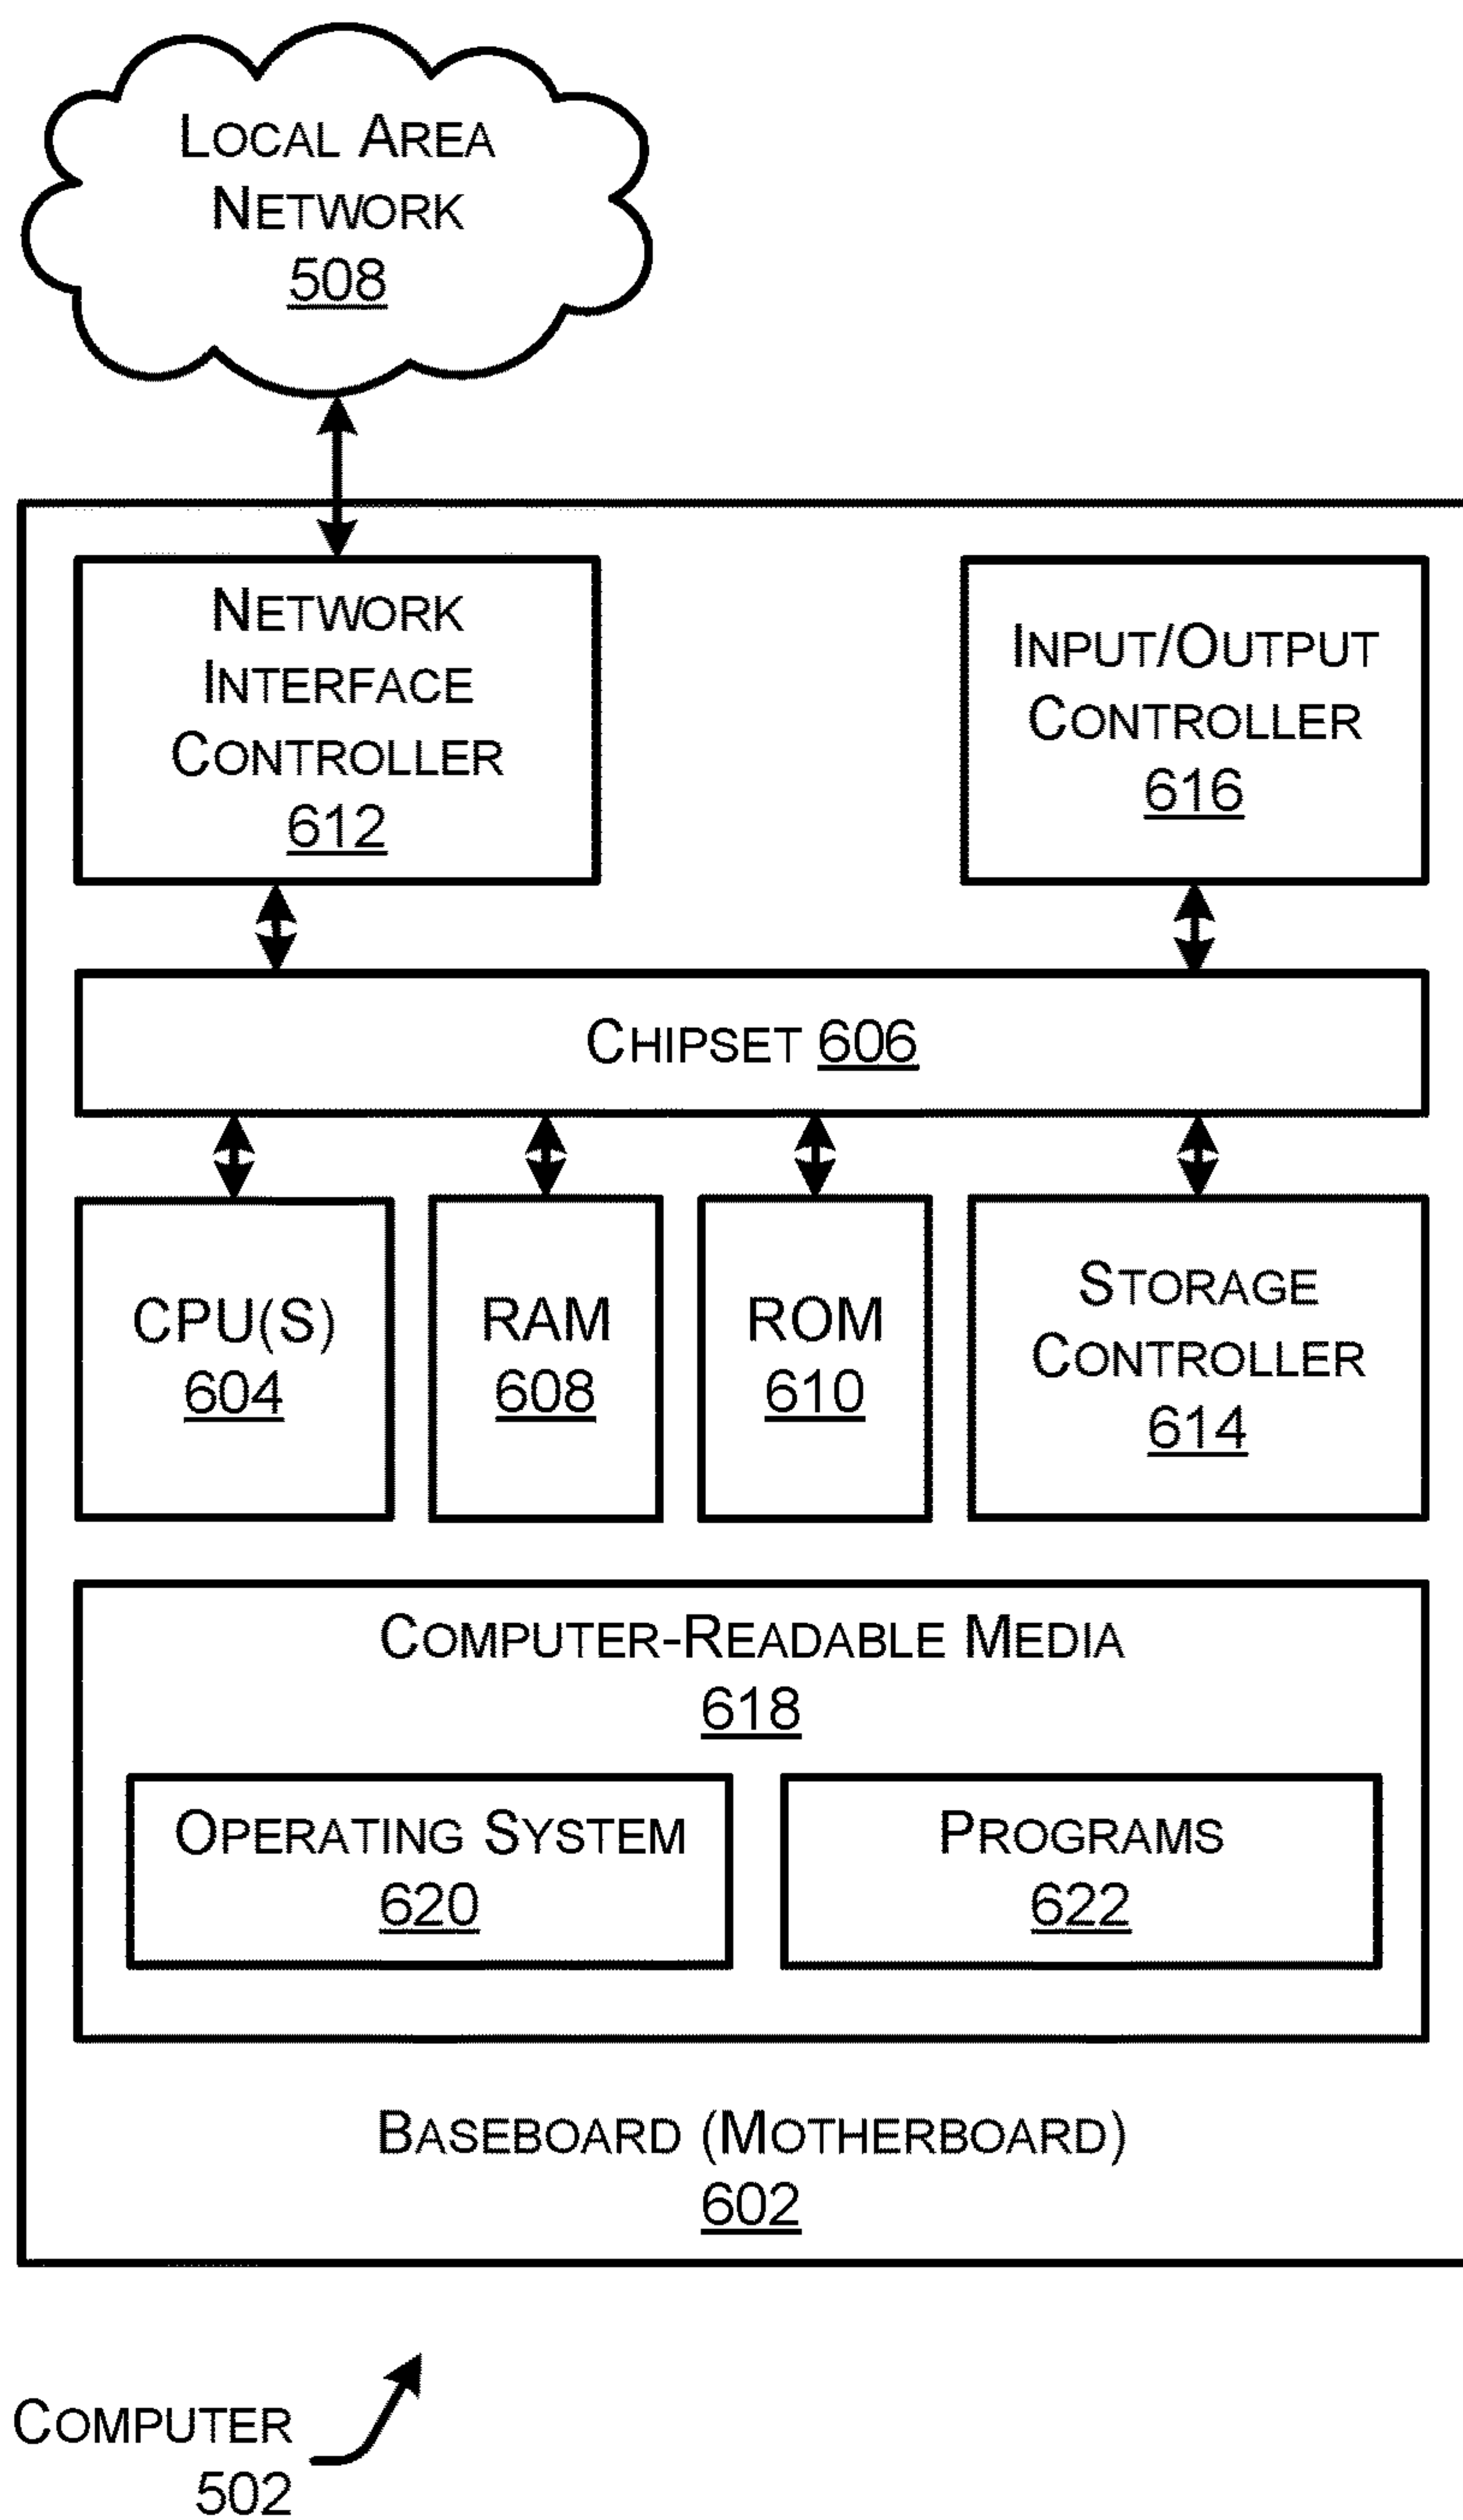 LOCAL AREA
NETWORK
508
NETWORK
INTERFACE
CONTROLLER
612
INPUT/OUTPUT
CONTROLLER
616
CHIPSET 606
CPU(S)
604
RAM
608
ROM
610
STORAGE
CONTROLLER
614
COMPUTER-READABLE MEDIA
618
OPERATING SYSTEM
620
PROGRAMS
622
BASEBOARD (MOTHERBOARD)
602
COMPUTER
502